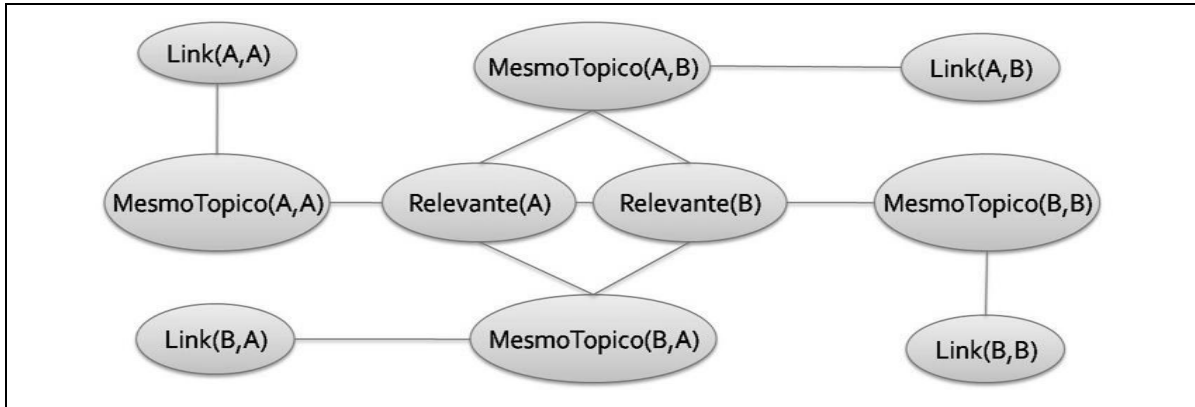 Link(A,A)
MesmoTopico(A,B)
Link(A,B)
MesmoTopico(A,A)
Relevante(A)
Relevante(B)
MesmoTopico(B,B)
Link(B,A)
MesmoTopico(B,A)
Link(B,B)